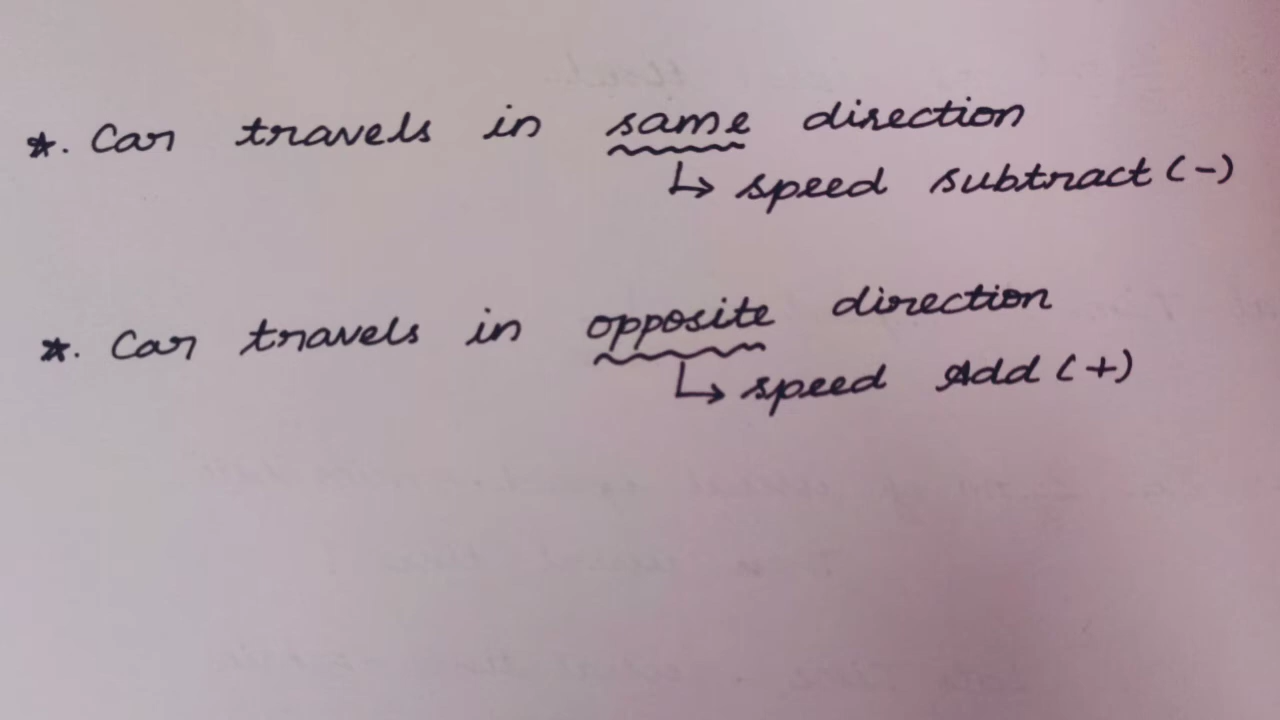 *. Car travels in same direction
↳ speed subtract (-)
*. Car travels in opposite direction
↳ speed Add (+)